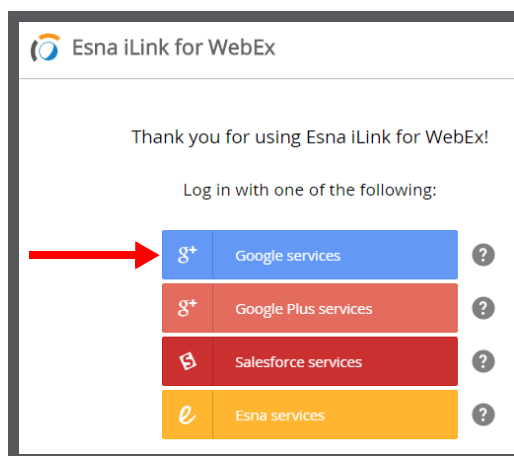 Esna iLink for WebEx
Thank you for using Esna iLink for WebEx!
Log in with one of the following:
g+ Google services ?
g+ Google Plus services ?
Salesforce services ?
e Esna services ?